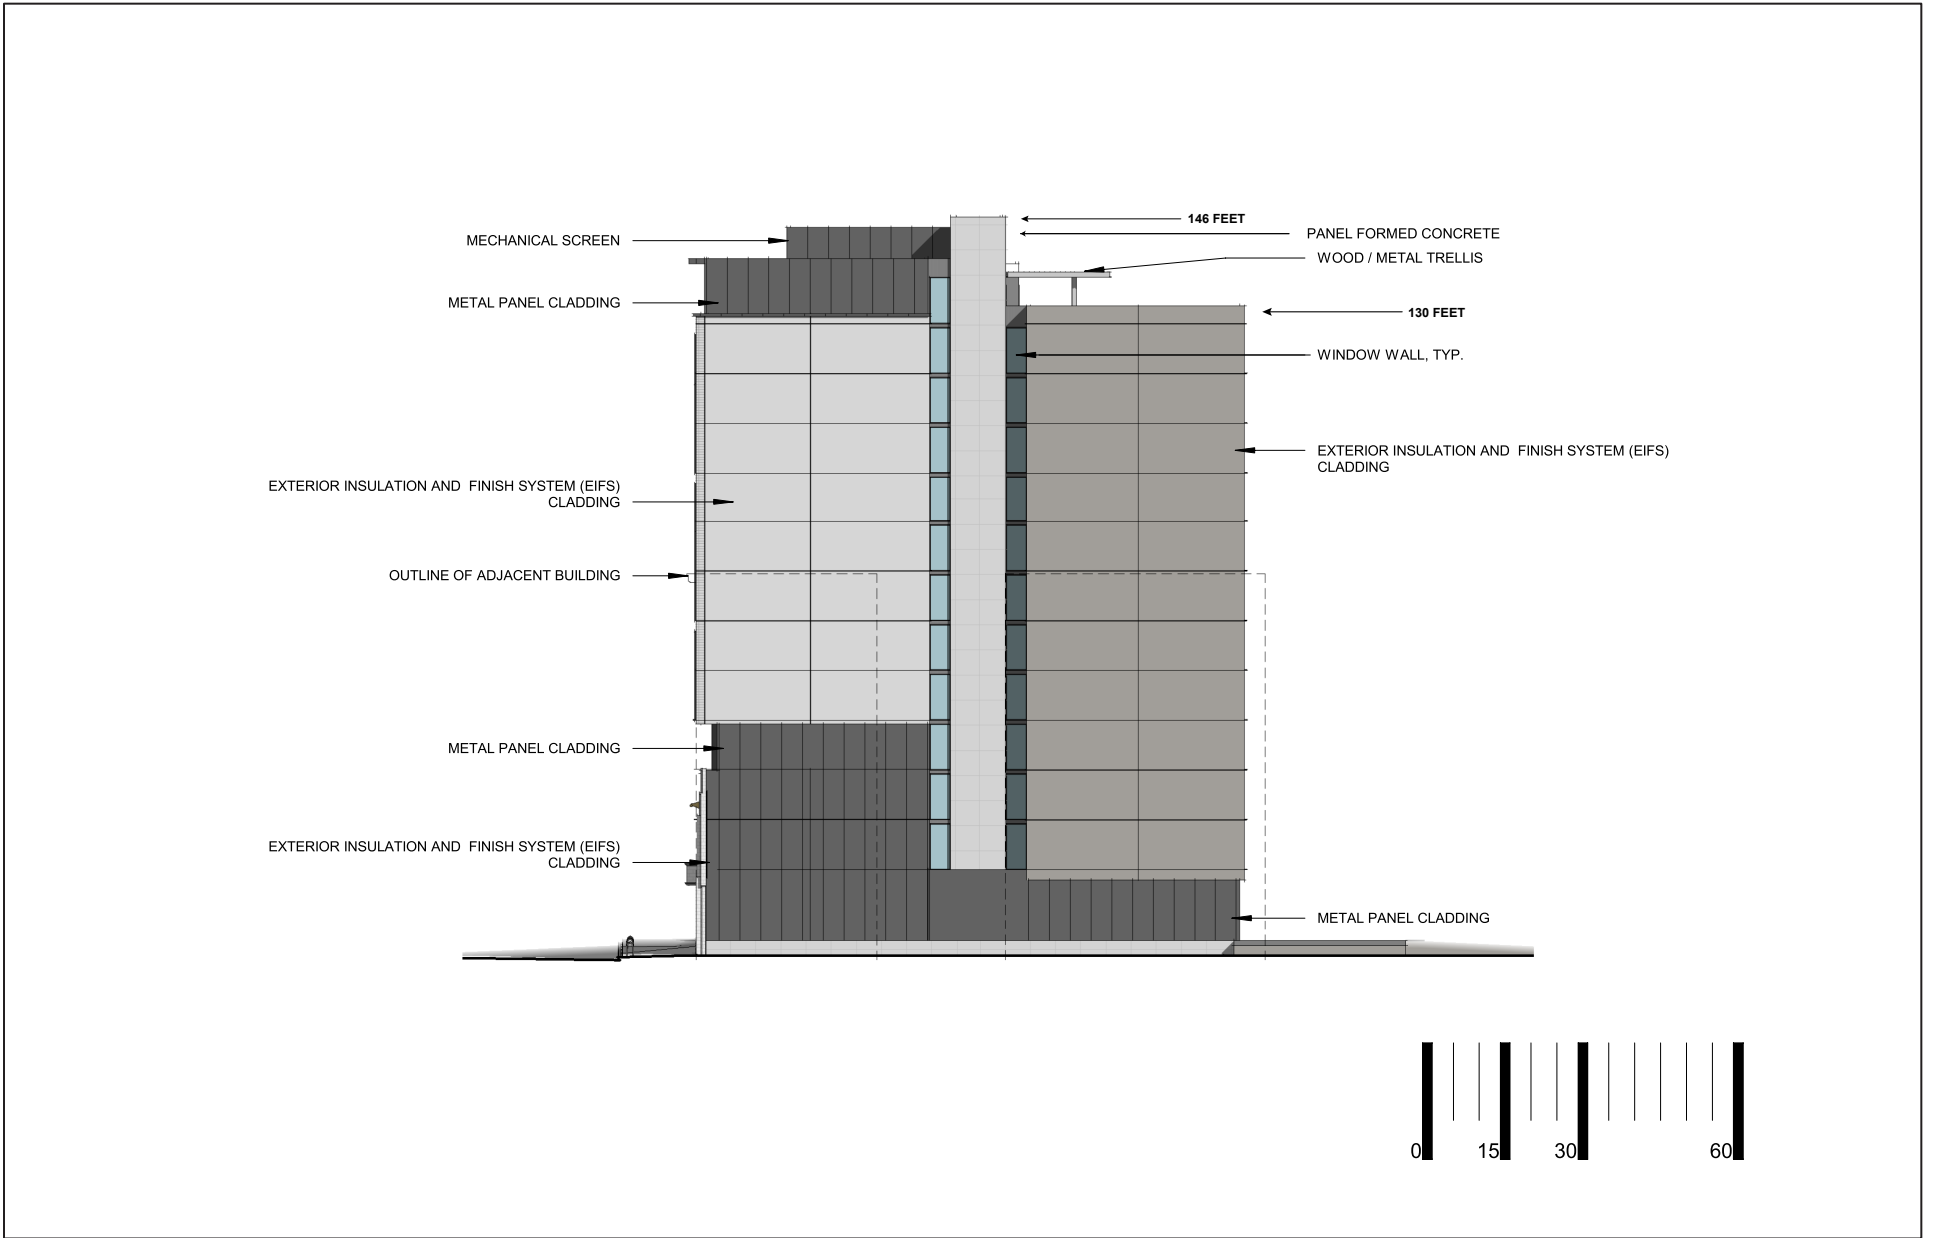 146 FEET
PANEL FORMED CONCRETE
MECHANICAL SCREEN
WOOD / METAL TRELLIS
METAL PANEL CLADDING
130 FEET
WINDOW WALL, TYP.
EXTERIOR INSULATION AND FINISH SYSTEM (EIFS)
CLADDING
EXTERIOR INSULATION AND FINISH SYSTEM (EIFS)
CLADDING
OUTLINE OF ADJACENT BUILDING
METAL PANEL CLADDING
EXTERIOR INSULATION AND FINISH SYSTEM (EIFS)
CLADDING
METAL PANEL CLADDING
0 15 30 60